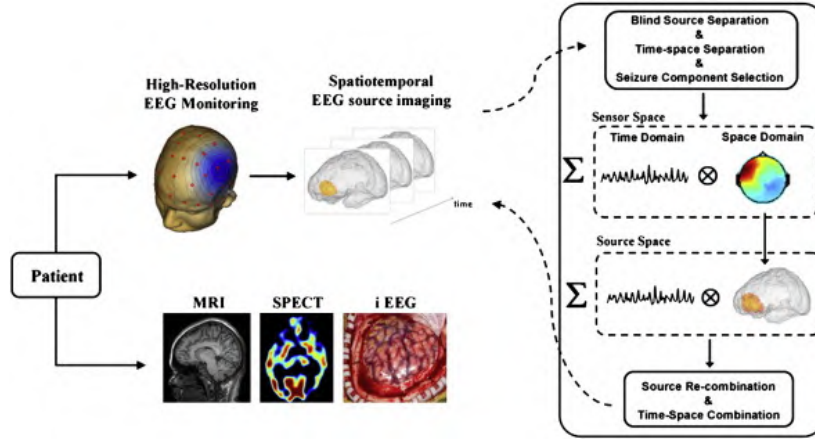 High-Resolution
EEG Monitoring
Spatiotemporal
EEG source imaging
time
Patient
MRI
SPECT
i EEG
Blind Source Separation
&
Time-space Separation
&
Seizure Component Selection
Sensor Space
Time Domain
Space Domain
Σ
⊗
Source Space
Σ
⊗
Source Re-combination
&
Time-Space Combination